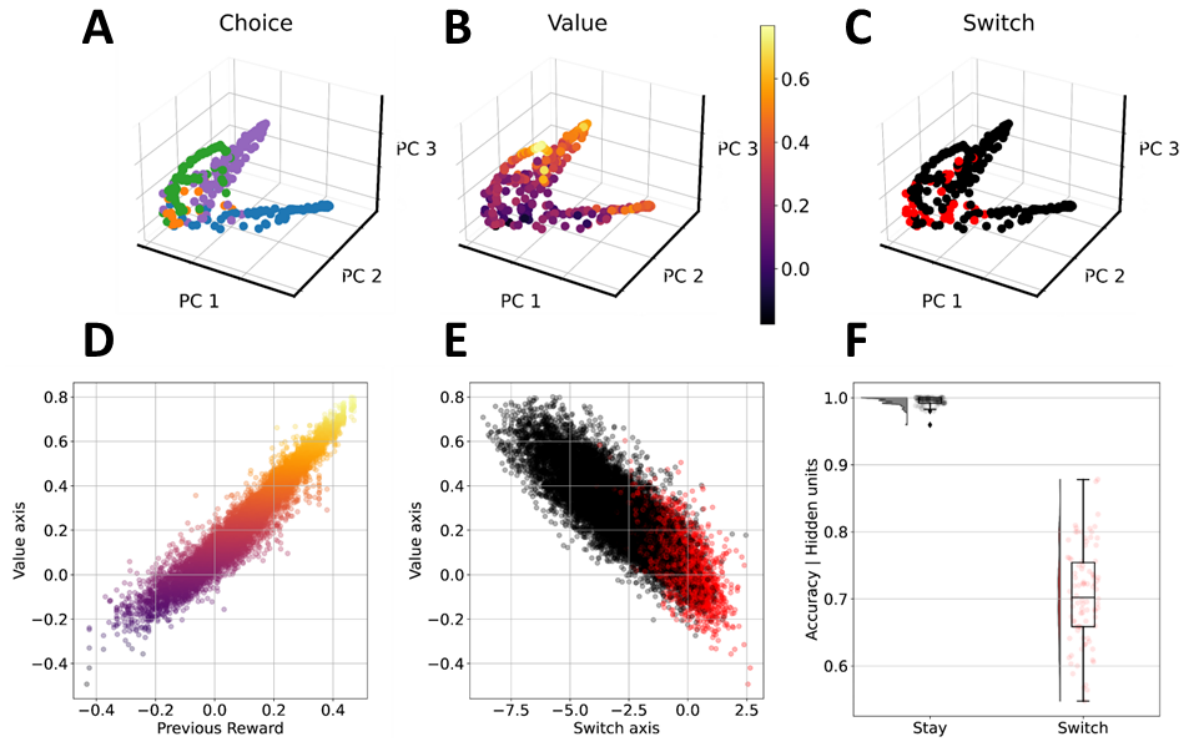 A
Choice
B
Value
C
Switch
0.6
0.4
0.2
0.0
PC 3
PC 2
PC 1
PC 3
PC 2
PC 1
PC 3
PC 2
PC 1
D
E
F
0.8
0.6
0.4
0.2
0.0
−0.2
−0.4
Value axis
−0.4
−0.2
0.0
0.2
0.4
Previous Reward
0.8
0.6
0.4
0.2
0.0
−0.2
−0.4
Value axis
−7.5
−5.0
−2.5
0.0
2.5
Switch axis
1.0
0.9
0.8
0.7
0.6
Accuracy | Hidden units
Stay
Switch